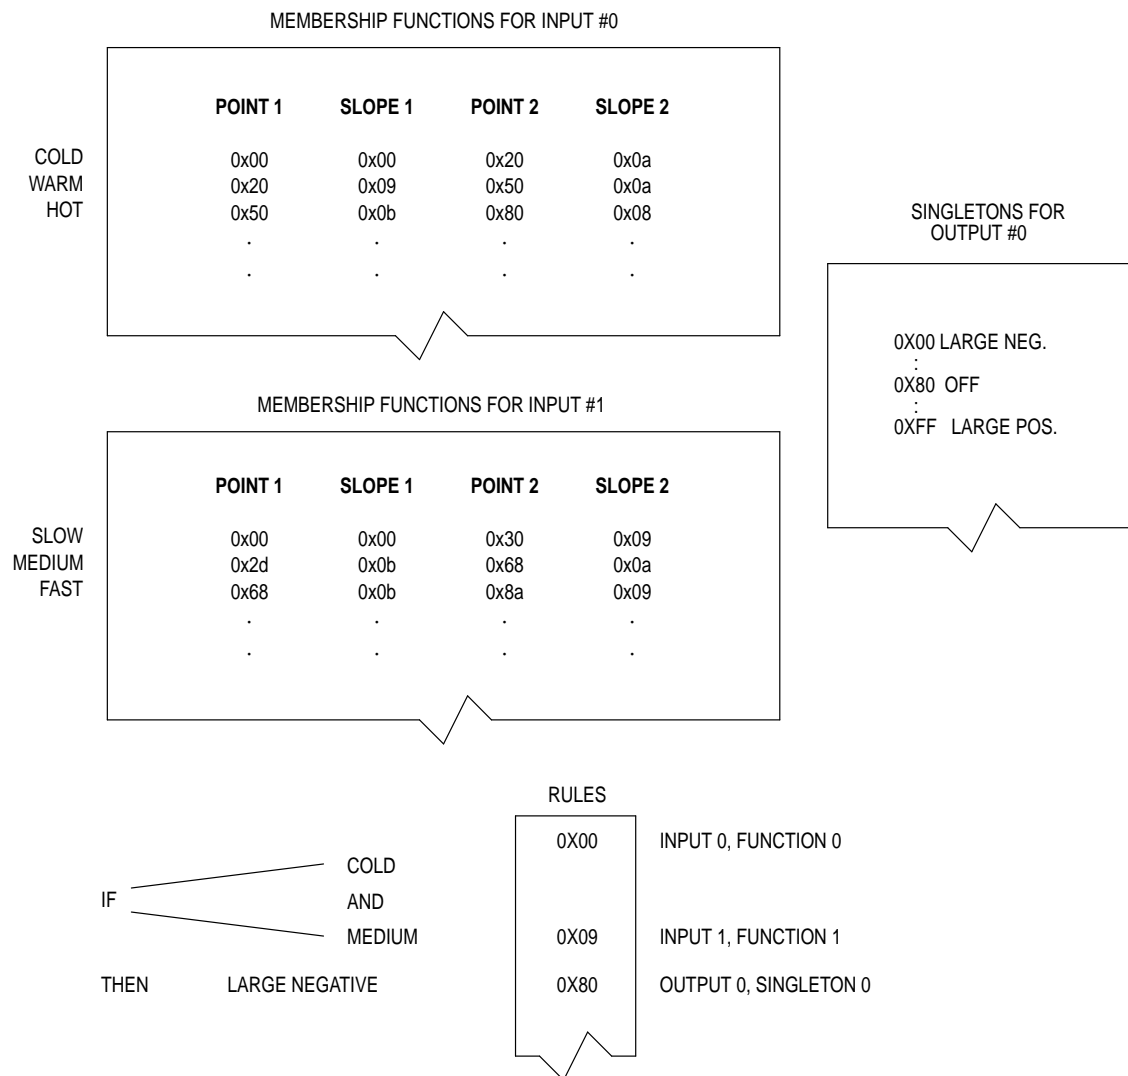 MEMBERSHIP FUNCTIONS FOR INPUT #0
POINT 1 SLOPE 1 POINT 2 SLOPE 2
COLD 0x00 0x00 0x20 0x0a
WARM 0x20 0x09 0x50 0x0a
HOT 0x50 0x0b 0x80 0x08
. . . .
. . . .
SINGLETONS FOR
OUTPUT #0
0X00 LARGE NEG.
:
0X80 OFF
:
0XFF LARGE POS.
MEMBERSHIP FUNCTIONS FOR INPUT #1
POINT 1 SLOPE 1 POINT 2 SLOPE 2
SLOW 0x00 0x00 0x30 0x09
MEDIUM 0x2d 0x0b 0x68 0x0a
FAST 0x68 0x0b 0x8a 0x09
. . . .
. . . .
RULES
0X00 INPUT 0, FUNCTION 0
COLD
IF AND
MEDIUM 0X09 INPUT 1, FUNCTION 1
THEN LARGE NEGATIVE 0X80 OUTPUT 0, SINGLETON 0